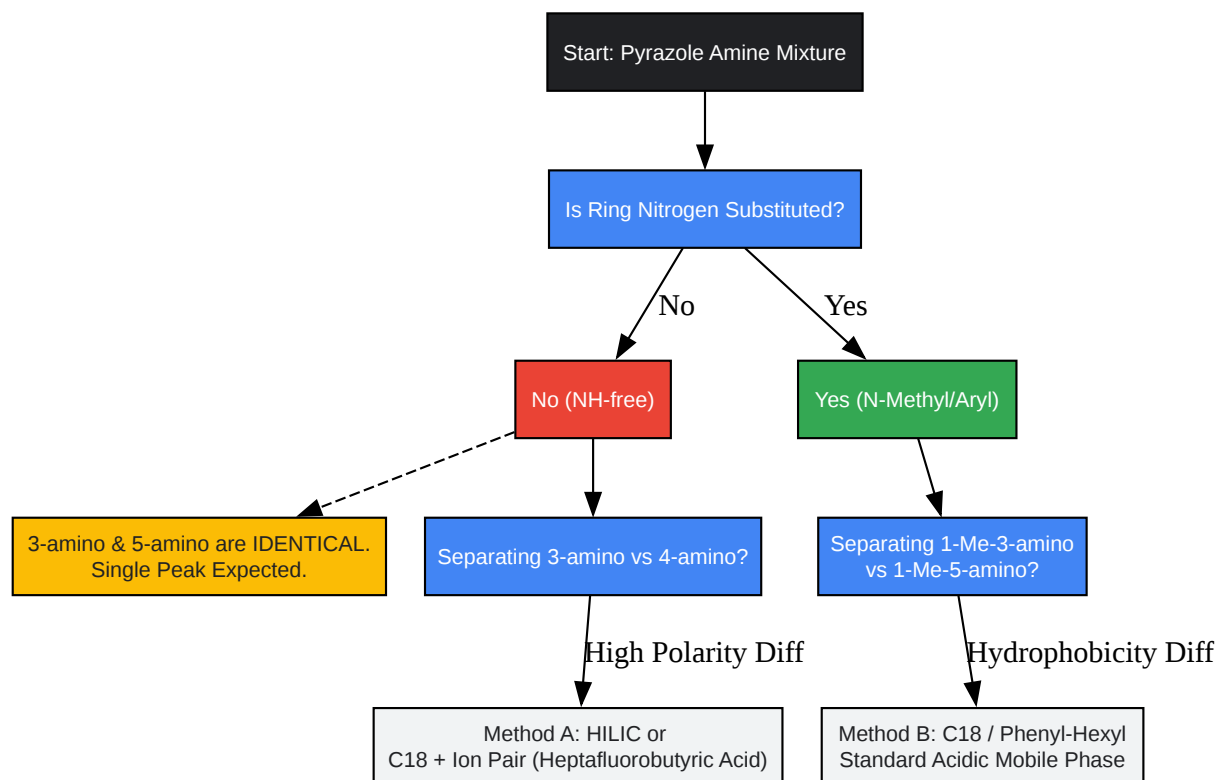 Start: Pyrazole Amine Mixture
Is Ring Nitrogen Substituted?
No
Yes
No (NH-free)
Yes (N-Methyl/Aryl)
3-amino & 5-amino are IDENTICAL.
Single Peak Expected.
Separating 3-amino vs 4-amino?
Separating 1-Me-3-amino
vs 1-Me-5-amino?
High Polarity Diff
Hydrophobicity Diff
Method A: HILIC or
C18 + Ion Pair (Heptafluorobutyric Acid)
Method B: C18 / Phenyl-Hexyl
Standard Acidic Mobile Phase